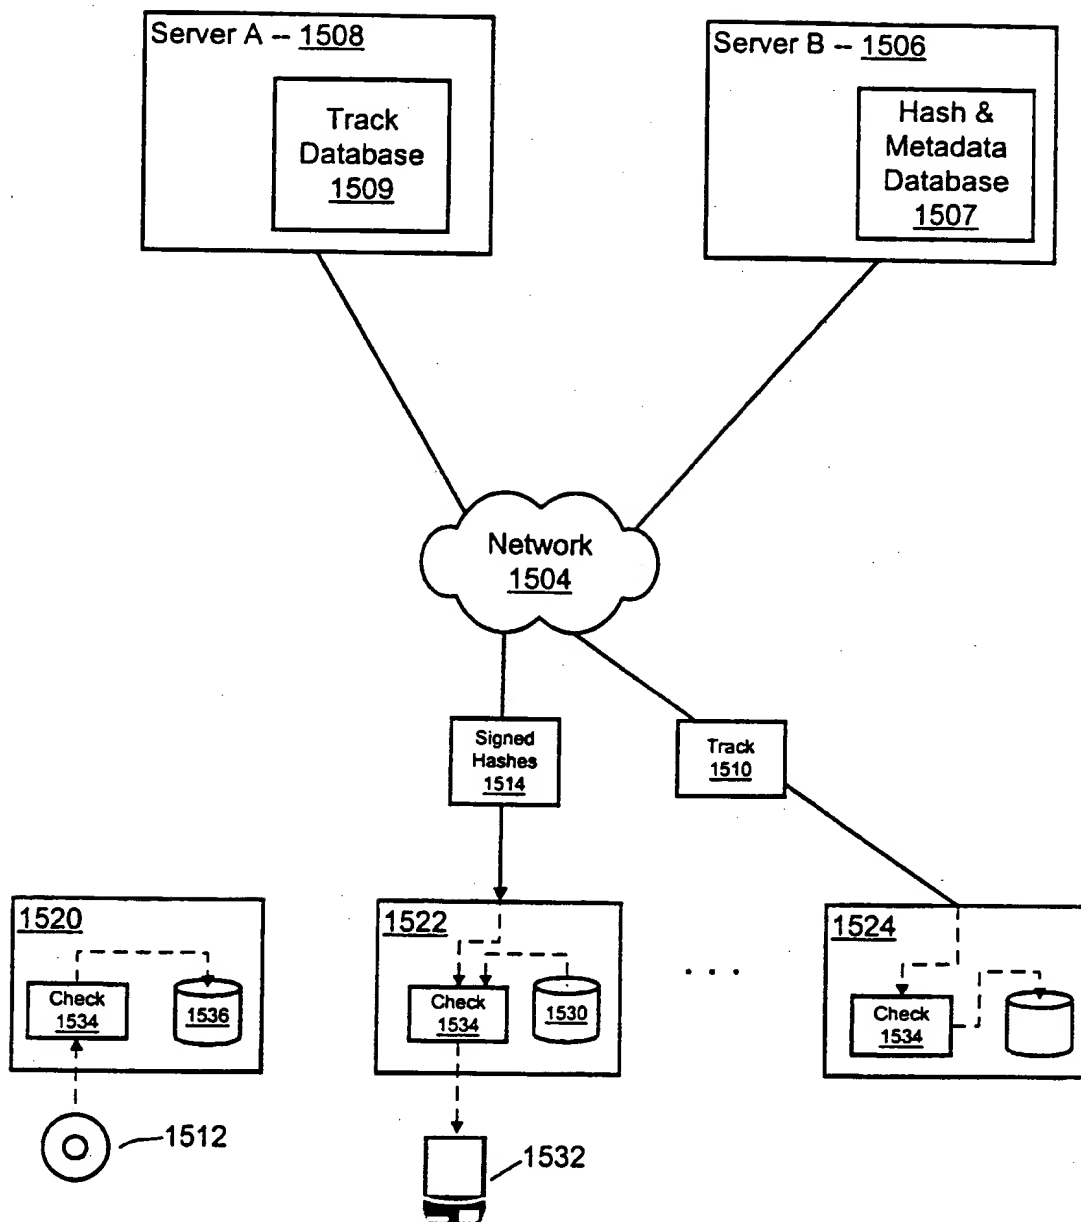 Server A -- 1508
Track
Database
1509
Server B -- 1506
Hash &
Metadata
Database
1507
Network
1504
Signed
Hashes
1514
Track
1510
1520
Check
1534
1536
1512
1522
Check
1534
1530
1532
. . .
1524
Check
1534